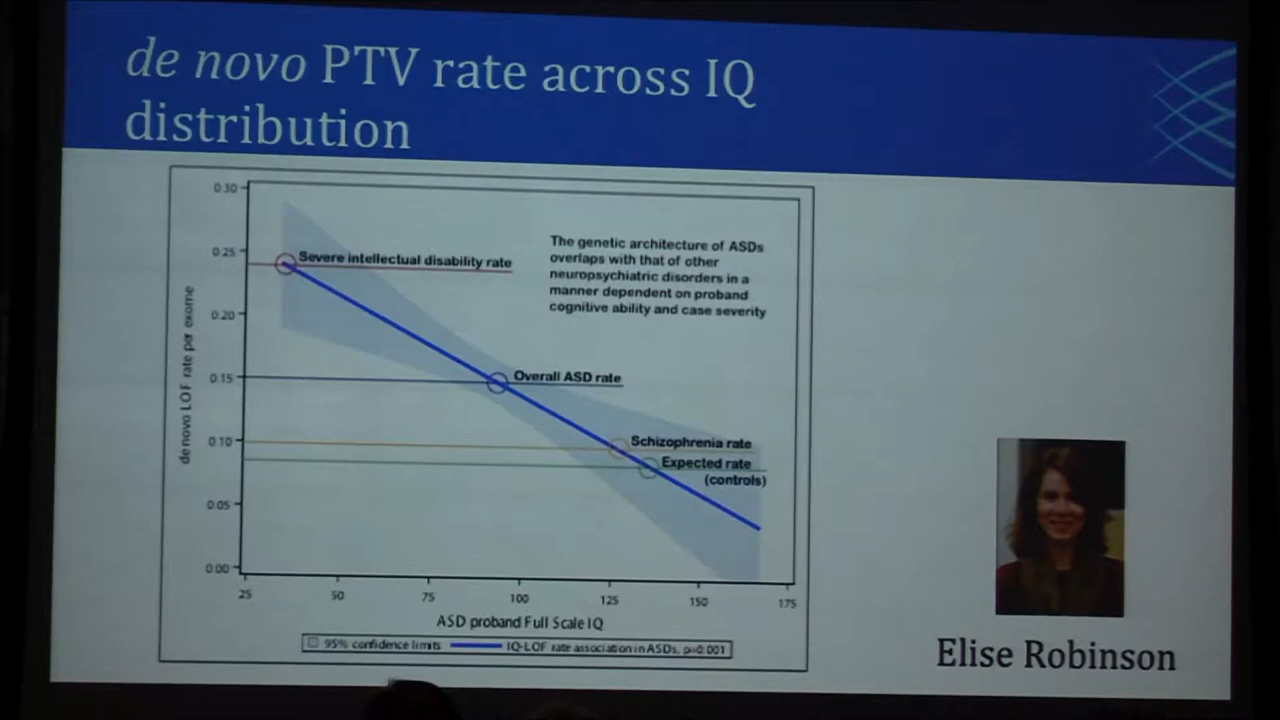 de novo PTV rate across IQ
distribution
0.30
0.25
0.20
0.15
0.10
0.05
0.00
de novo LOF rate per exome
Severe intellectual disability rate
The genetic architecture of ASDs
overlaps with that of other
neuropsychiatric disorders in a
manner dependent on proband
cognitive ability and case severity
Overall ASD rate
Schizophrenia rate
Expected rate
(controls)
25 50 75 100 125 150 175
ASD proband Full Scale IQ
95% confidence limits IQ-LOF rate association in ASDs, p=0.001
Elise Robinson